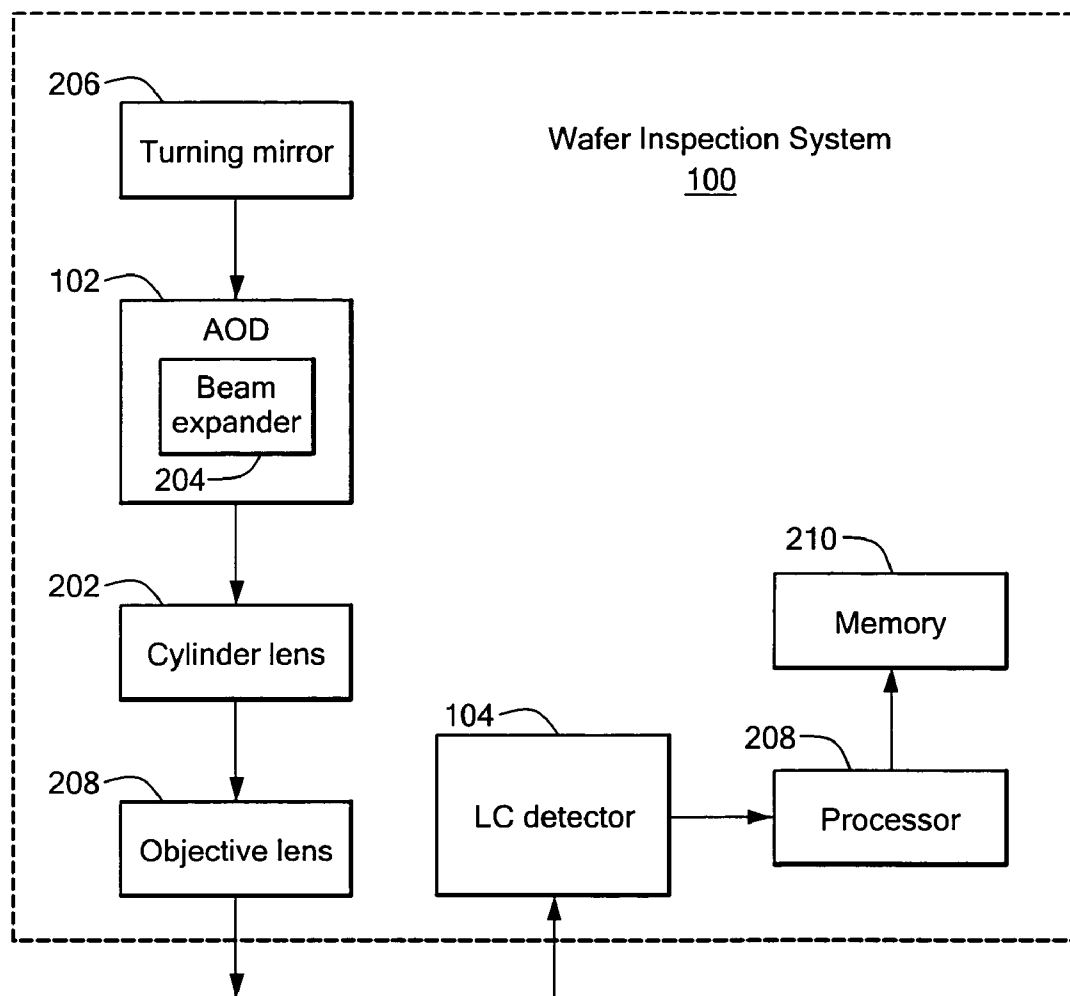 206
Turning mirror
Wafer Inspection System
100
102
AOD
Beam
expander
204
202
Cylinder lens
210
Memory
104
LC detector
208
Processor
208
Objective lens